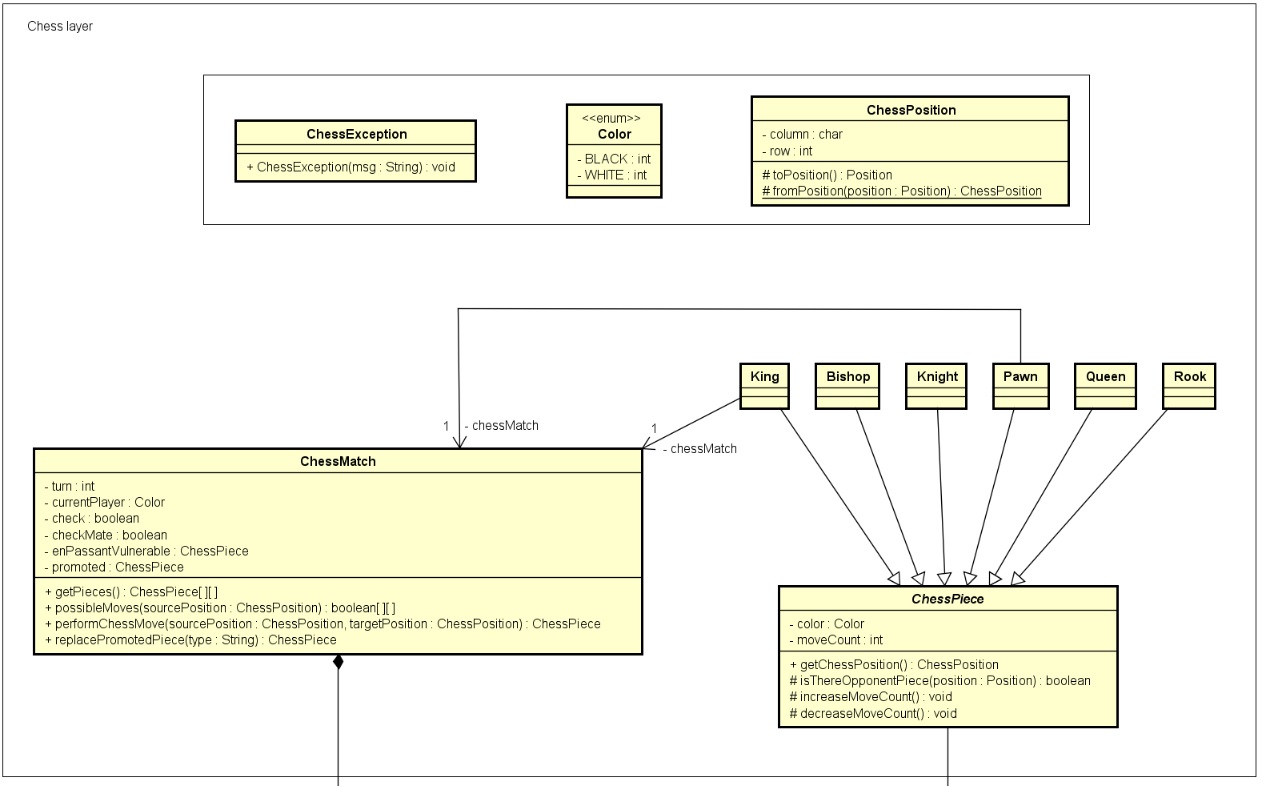 Chess layer
ChessException
+ ChessException(msg : String) : void
<<enum>>
Color
- BLACK : int
- WHITE : int
ChessPosition
- column : char
- row : int
# toPosition() : Position
# fromPosition(position : Position) : ChessPosition
King
Bishop
Knight
Pawn
Queen
Rook
1
- chessMatch
1
- chessMatch
ChessMatch
- turn : int
- currentPlayer : Color
- check : boolean
- checkMate : boolean
- enPassantVulnerable : ChessPiece
- promoted : ChessPiece
+ getPieces() : ChessPiece[][]
+ possibleMoves(sourcePosition : ChessPosition) : boolean[][]
+ performChessMove(sourcePosition : ChessPosition, targetPosition : ChessPosition) : ChessPiece
+ replacePromotedPiece(type : String) : ChessPiece
ChessPiece
- color : Color
- moveCount : int
+ getChessPosition() : ChessPosition
# isThereOpponentPiece(position : Position) : boolean
# increaseMoveCount() : void
# decreaseMoveCount() : void